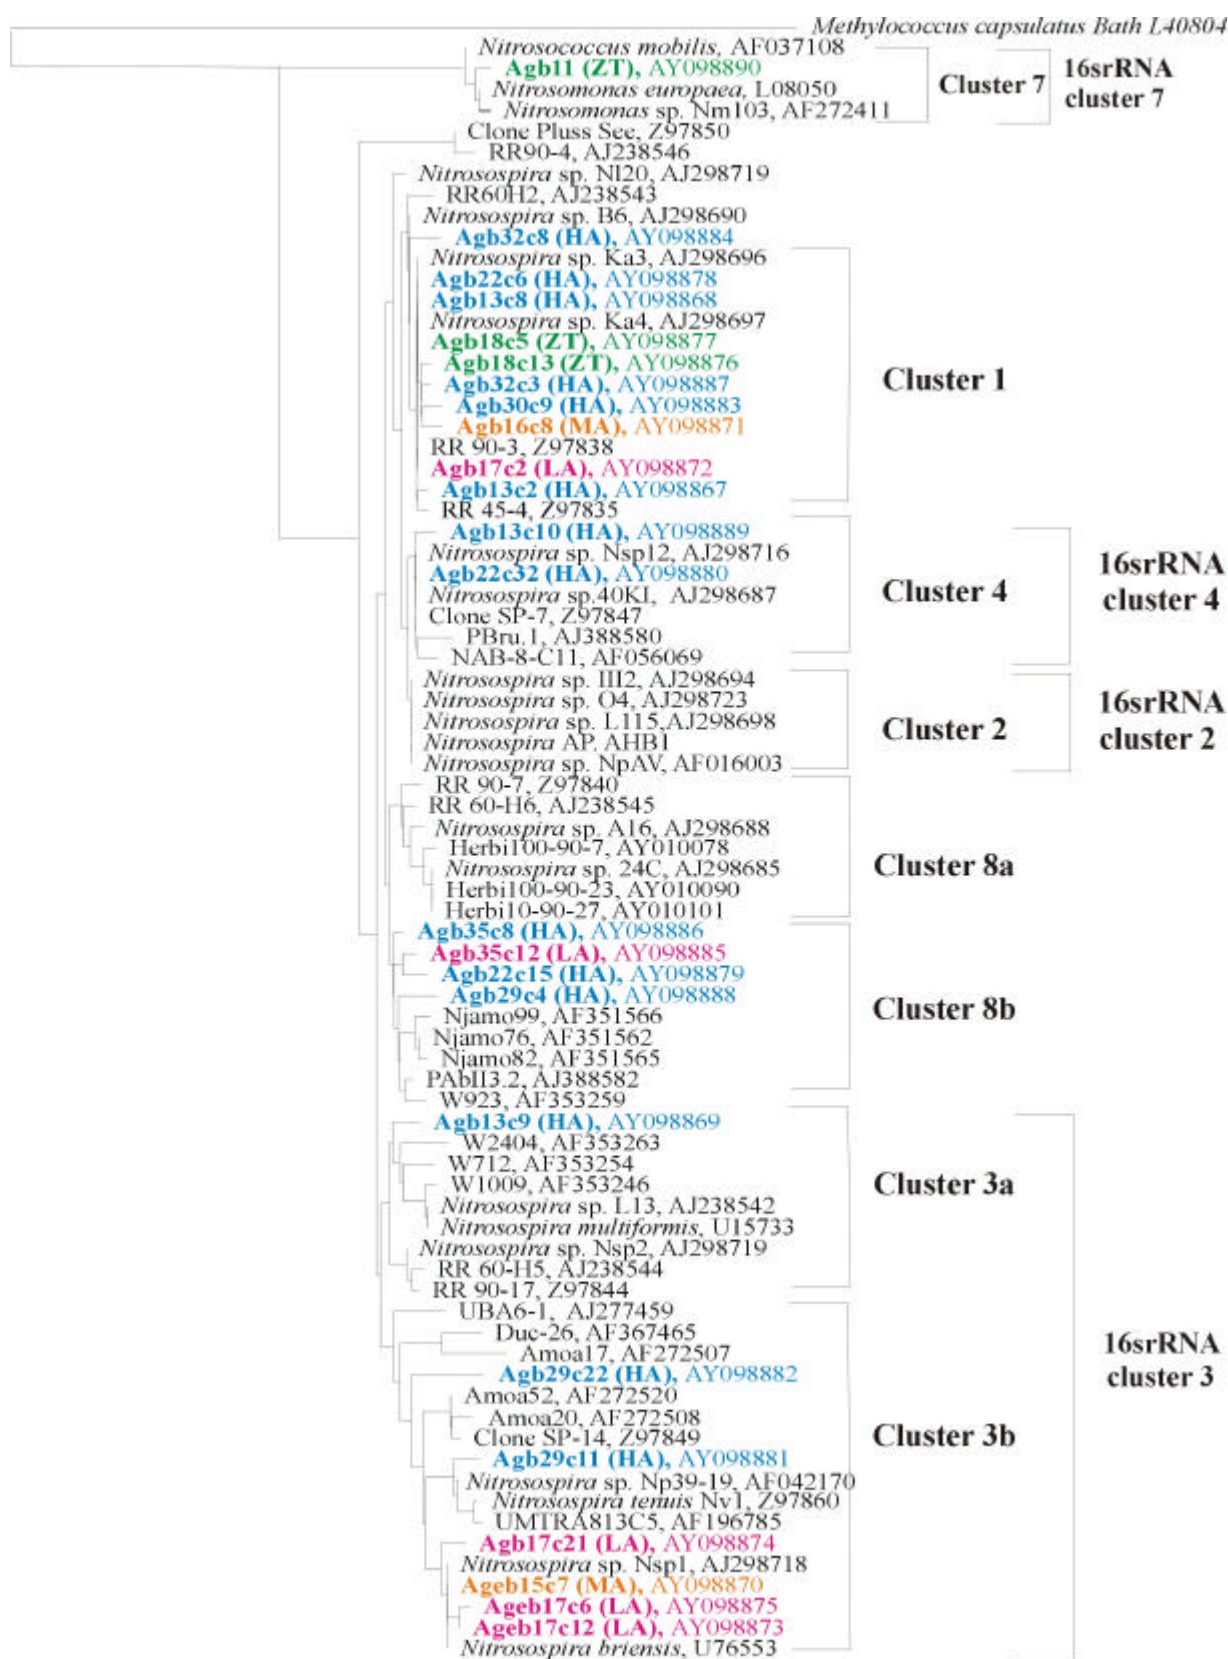 Methylococcus capsulatus Bath L40804
Nitrosococcus mobilis, AF037108
Agb11 (ZT), AY098890
Nitrosomonas europaea, L08050
Nitrosomonas sp. Nm103, AF272411
Cluster 7
16srRNA
cluster 7
Clone Pluss See, Z97850
RR90-4, AJ238546
Nitrosospira sp. NI20, AJ298719
RR60H2, AJ238543
Nitrosospira sp. B6, AJ298690
Agb32c8 (HA), AY098884
Nitrosospira sp. Ka3, AJ298696
Agb22c6 (HA), AY098878
Agb13c8 (HA), AY098868
Nitrosospira sp. Ka4, AJ298697
Agb18c5 (ZT), AY098877
Agb18c13 (ZT), AY098876
Agb32c3 (HA), AY098887
Agb30c9 (HA), AY098883
Agb16c8 (MA), AY098871
RR 90-3, Z97838
Agb17c2 (LA), AY098872
Agb13c2 (HA), AY098867
RR 45-4, Z97835
Cluster 1
Agb13c10 (HA), AY098889
Nitrosospira sp. Nsp12, AJ298716
Agb22c32 (HA), AY098880
Nitrosospira sp.40KI, AJ298687
Clone SP-7, Z97847
PBru.1, AJ388580
NAB-8-C11, AF056069
Cluster 4
16srRNA
cluster 4
Nitrosospira sp. III2, AJ298694
Nitrosospira sp. O4, AJ298723
Nitrosospira sp. L115,AJ298698
Nitrosospira AP. AHB1
Nitrosospira sp. NpAV, AF016003
Cluster 2
16srRNA
cluster 2
RR 90-7, Z97840
RR 60-H6, AJ238545
Nitrosospira sp. A16, AJ298688
Herbi100-90-7, AY010078
Nitrosospira sp. 24C, AJ298685
Herbi100-90-23, AY010090
Herbi10-90-27, AY010101
Cluster 8a
Agb35c8 (HA), AY098886
Agb35c12 (LA), AY098885
Agb22c15 (HA), AY098879
Agb29c4 (HA), AY098888
Njamo99, AF351566
Njamo76, AF351562
Njamo82, AF351565
PAbII3.2, AJ388582
W923, AF353259
Cluster 8b
Agb13c9 (HA), AY098869
W2404, AF353263
W712, AF353254
W1009, AF353246
Nitrosospira sp. L13, AJ238542
Nitrosospira multiformis, U15733
Nitrosospira sp. Nsp2, AJ298719
RR 60-H5, AJ238544
RR 90-17, Z97844
Cluster 3a
UBA6-1, AJ277459
Duc-26, AF367465
Amoa17, AF272507
Agb29c22 (HA), AY098882
Amoa52, AF272520
Amoa20, AF272508
Clone SP-14, Z97849
Agb29c11 (HA), AY098881
Nitrosospira sp. Np39-19, AF042170
Nitrosospira tenuis Nv1, Z97860
UMTRA813C5, AF196785
Agb17c21 (LA), AY098874
Nitrosospira sp. Nsp1, AJ298718
Ageb15c7 (MA), AY098870
Ageb17c6 (LA), AY098875
Ageb17c12 (LA), AY098873
Nitrosospira briensis, U76553
Cluster 3b
16srRNA
cluster 3